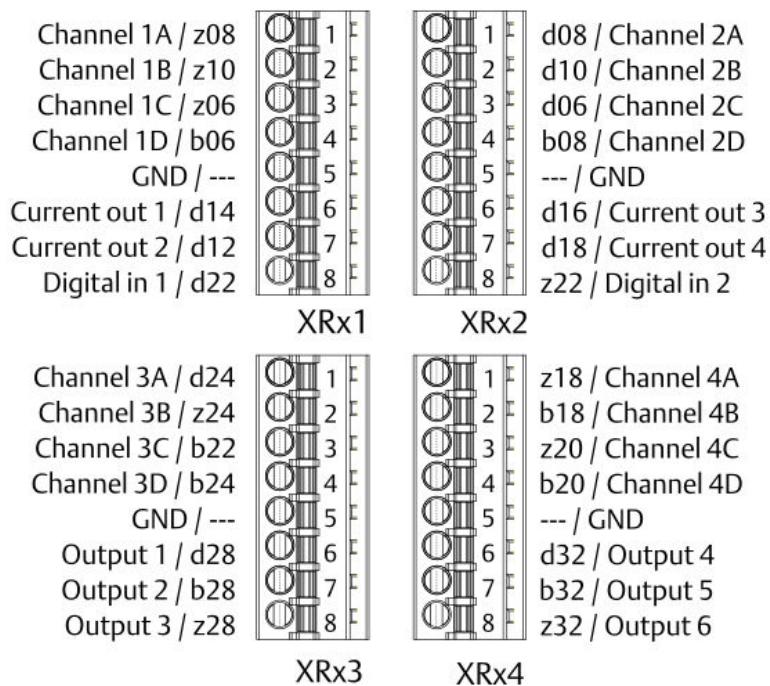 Channel 1A / z08 1 1 d08 / Channel 2A
Channel 1B / z10 2 2 d10 / Channel 2B
Channel 1C / z06 3 3 d06 / Channel 2C
Channel 1D / b06 4 4 b08 / Channel 2D
GND / --- 5 5 --- / GND
Current out 1 / d14 6 6 d16 / Current out 3
Current out 2 / d12 7 7 d18 / Current out 4
Digital in 1 / d22 8 8 z22 / Digital in 2
XRx1 XRx2
Channel 3A / d24 1 1 z18 / Channel 4A
Channel 3B / z24 2 2 b18 / Channel 4B
Channel 3C / b22 3 3 z20 / Channel 4C
Channel 3D / b24 4 4 b20 / Channel 4D
GND / --- 5 5 --- / GND
Output 1 / d28 6 6 d32 / Output 4
Output 2 / b28 7 7 b32 / Output 5
Output 3 / z28 8 8 z32 / Output 6
XRx3 XRx4